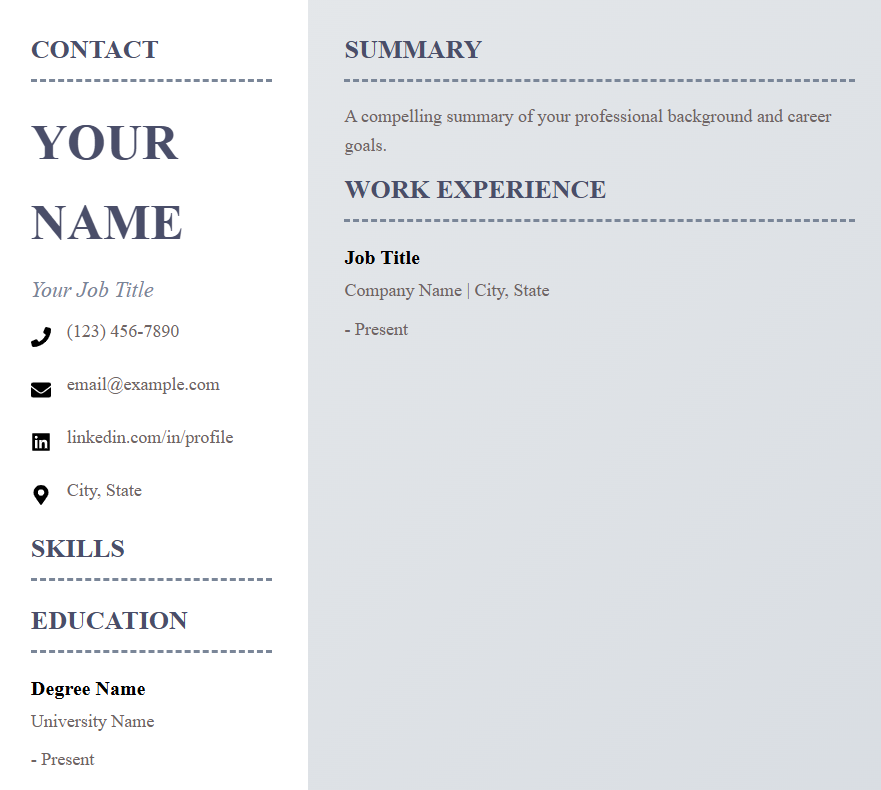 CONTACT
YOUR
NAME
Your Job Title
(123) 456-7890
email@example.com
linkedin.com/in/profile
City, State
SKILLS
EDUCATION
Degree Name
University Name
- Present
SUMMARY
A compelling summary of your professional background and career
goals.
WORK EXPERIENCE
Job Title
Company Name | City, State
- Present